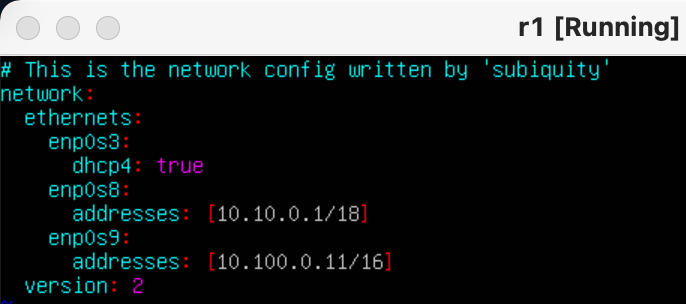 r1 [Running]
# This is the network config written by 'subiquity'
network:
  ethernets:
    enp0s3:
      dhcp4: true
    enp0s8:
      addresses: [10.10.0.1/18]
    enp0s9:
      addresses: [10.100.0.11/16]
  version: 2